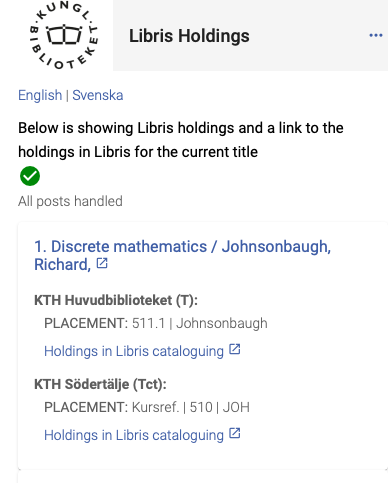 KUNGL.
BIBLIOTEKET
Libris Holdings
English | Svenska
Below is showing Libris holdings and a link to the
holdings in Libris for the current title
All posts handled
1. Discrete mathematics / Johnsonbaugh,
Richard,
KTH Huvudbiblioteket (T):
PLACEMENT: 511.1 | Johnsonbaugh
Holdings in Libris cataloguing
KTH Södertälje (Tct):
PLACEMENT: Kursref. | 510 | JOH
Holdings in Libris cataloguing